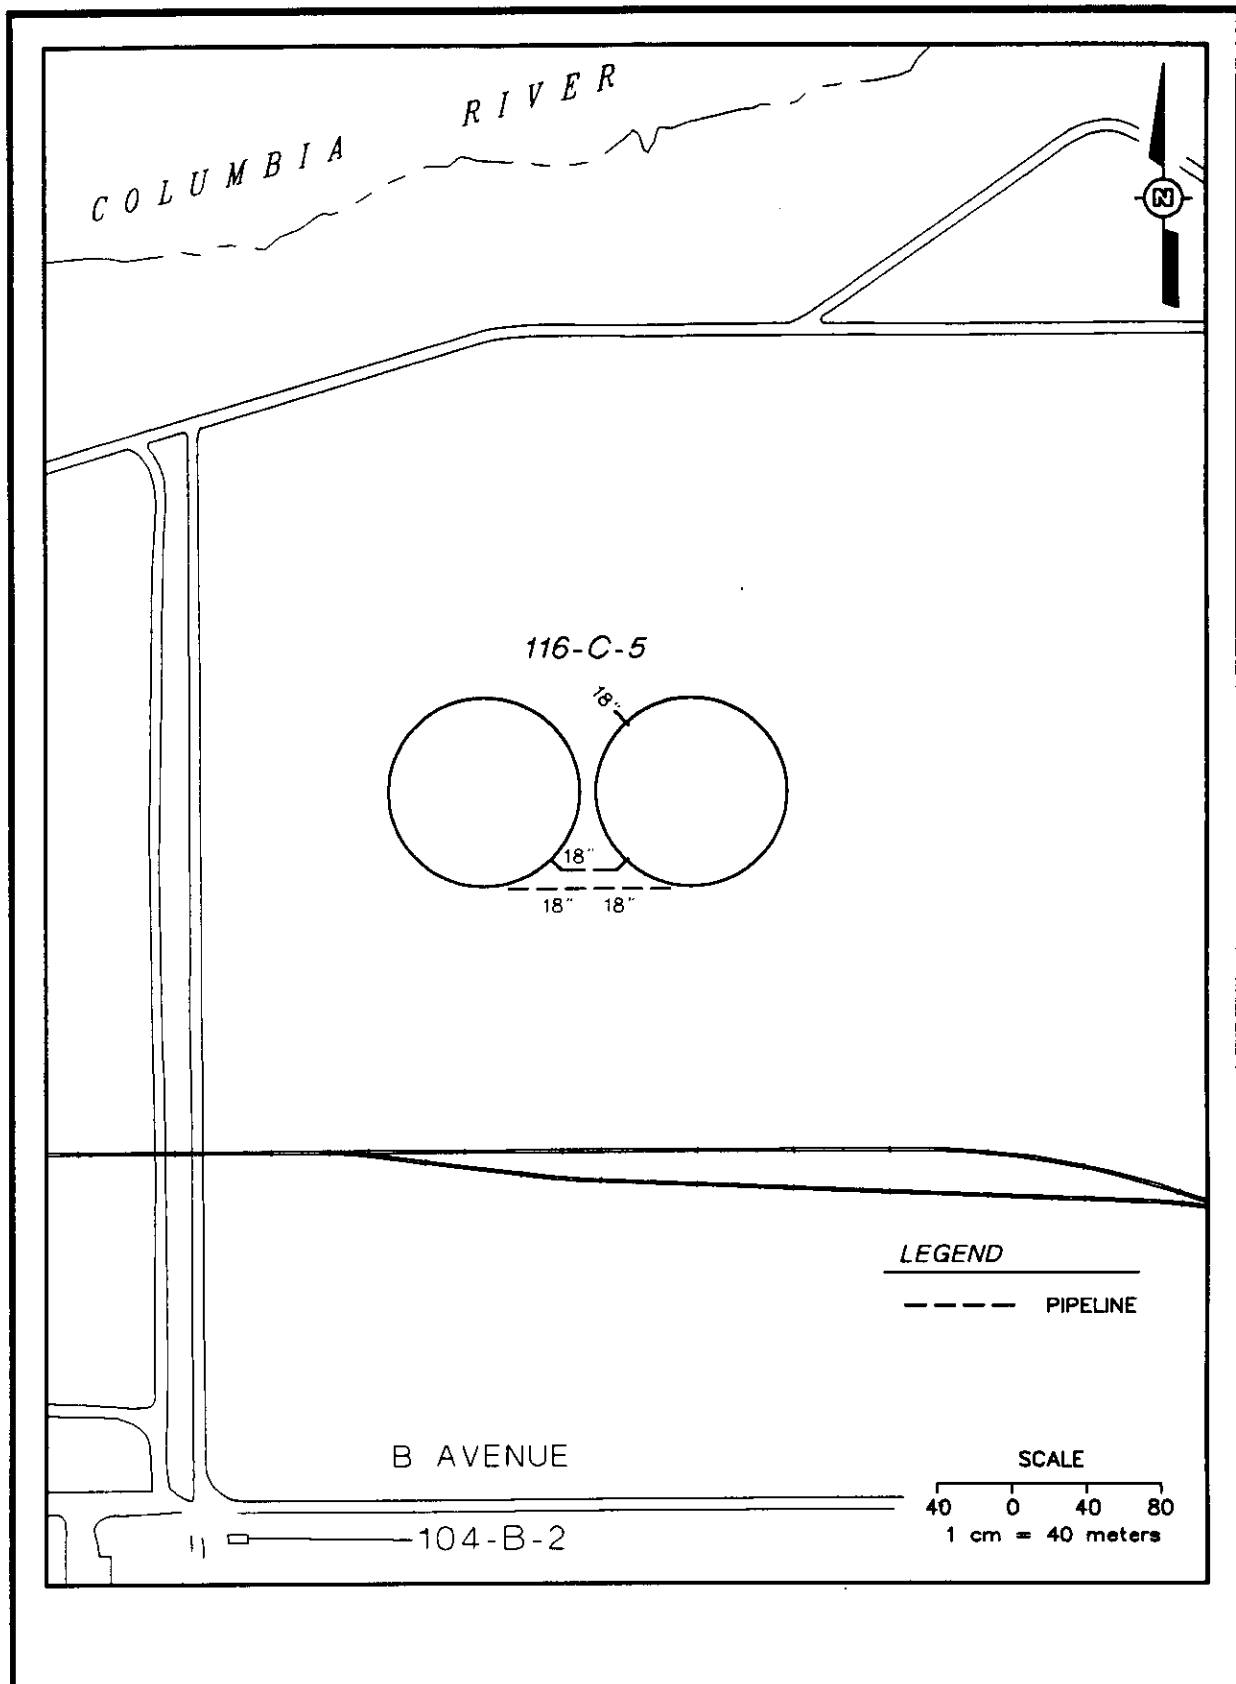 COLUMBIA RIVER
N
116-C-5
18"
18"
18" 18"
LEGEND
PIPELINE
B AVENUE
SCALE
40 0 40 80
1 cm = 40 meters
104-B-2